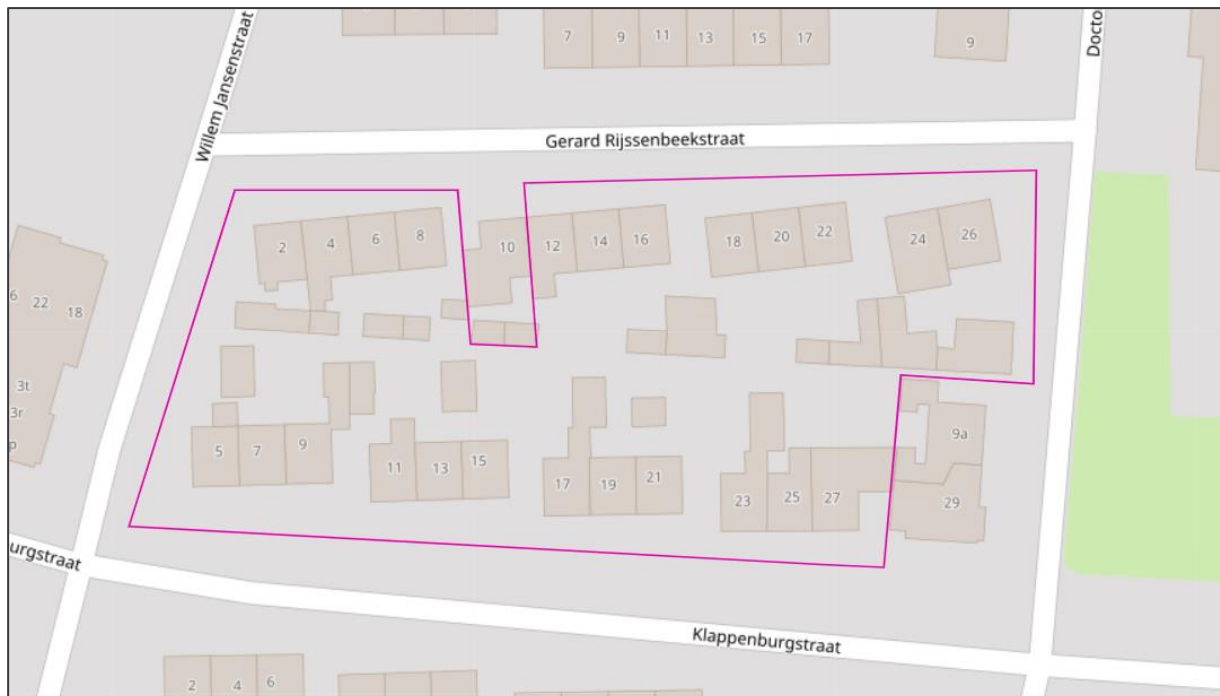 Willem Jansenstraat
7 9 11 13 15 17
9
Docto
Gerard Rijssenbeekstraat
2 4 6 8
10
12 14 16
18 20 22
24 26
6 22 18
3t
3r
p
5 7 9
11 13 15
17 19 21
23 25 27
9a
29
urgstraat
Klappenburgstraat
2 4 6